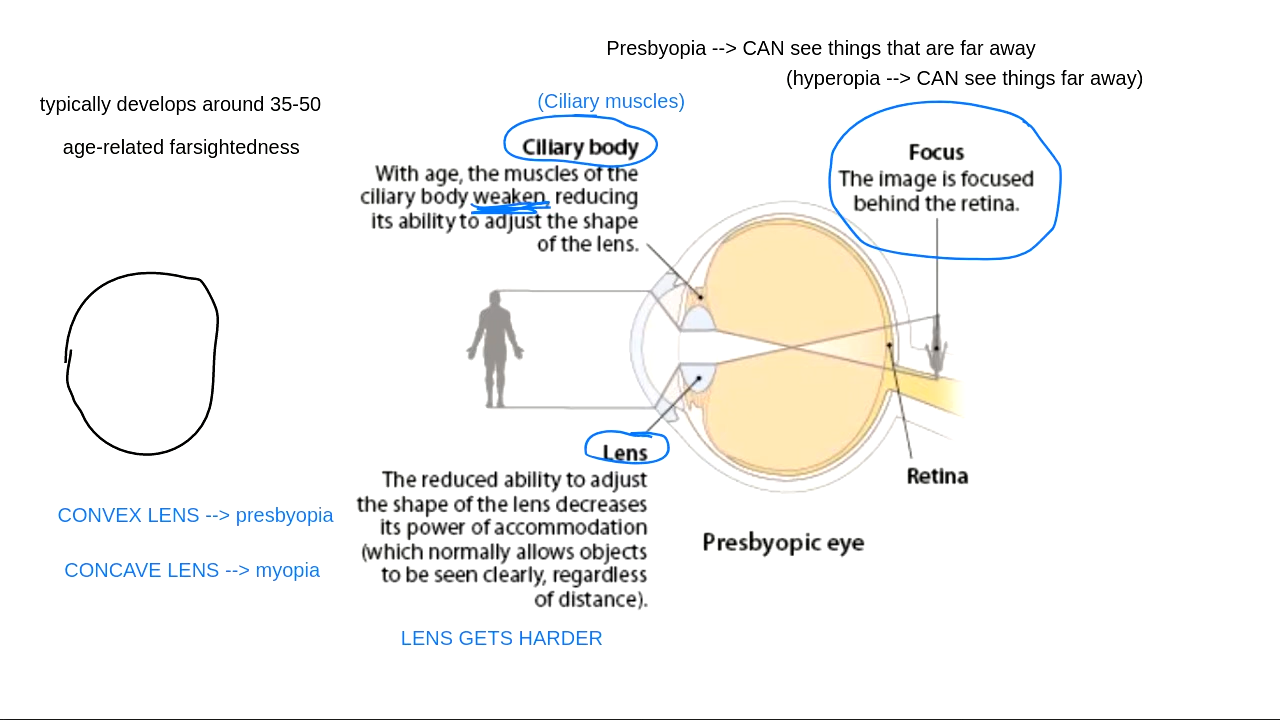 Presbyopia --> CAN see things that are far away
(hyperopia --> CAN see things far away)
typically develops around 35-50
age-related farsightedness
(Ciliary muscles)
Ciliary body
With age, the muscles of the
ciliary body weaken, reducing
its ability to adjust the shape
of the lens.
Focus
The image is focused
behind the retina.
Lens
The reduced ability to adjust
the shape of the lens decreases
its power of accommodation
(which normally allows objects
to be seen clearly, regardless
of distance).
Retina
Presbyopic eye
CONVEX LENS --> presbyopia
CONCAVE LENS --> myopia
LENS GETS HARDER